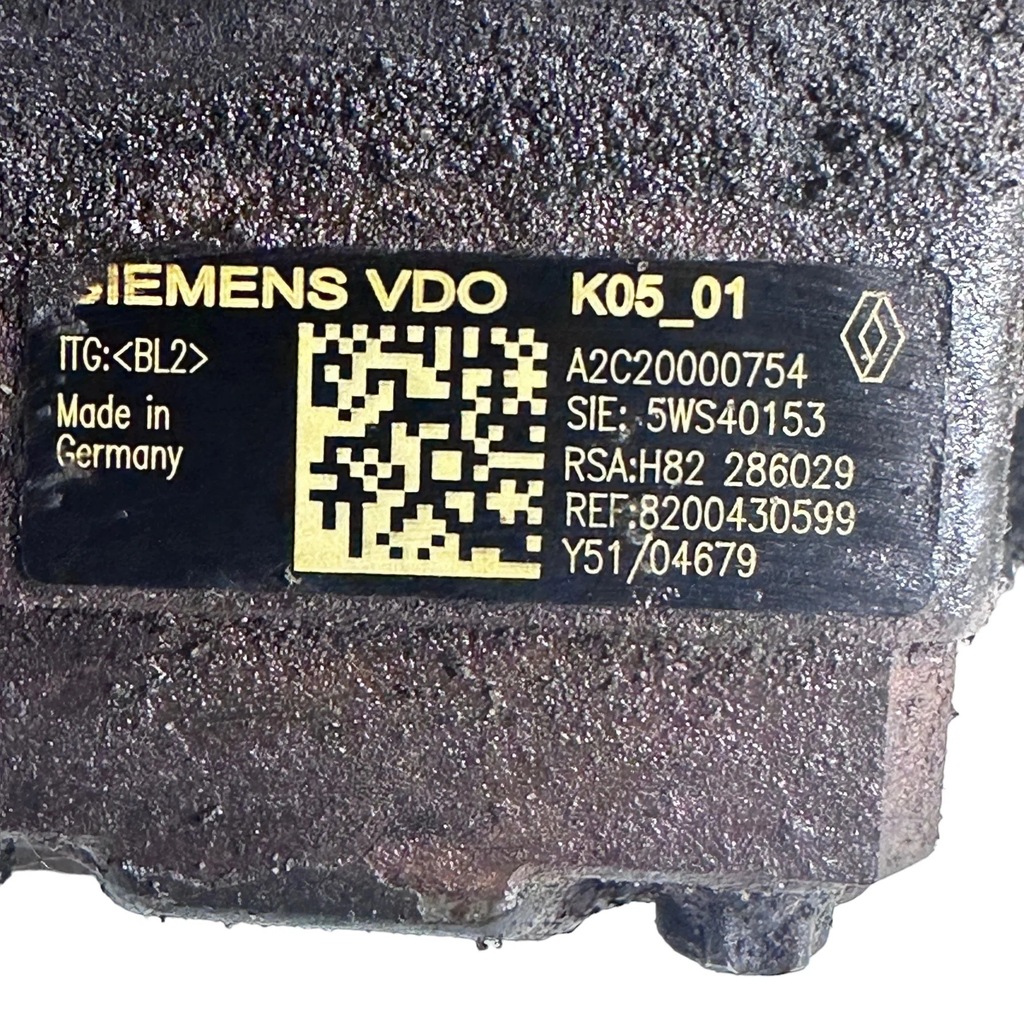 SIEMENS VDO K05_01
ITG:<BL2>
Made in
Germany
A2C20000754
SIE: 5WS40153
RSA:H82 286029
REF:8200430599
Y51/04679